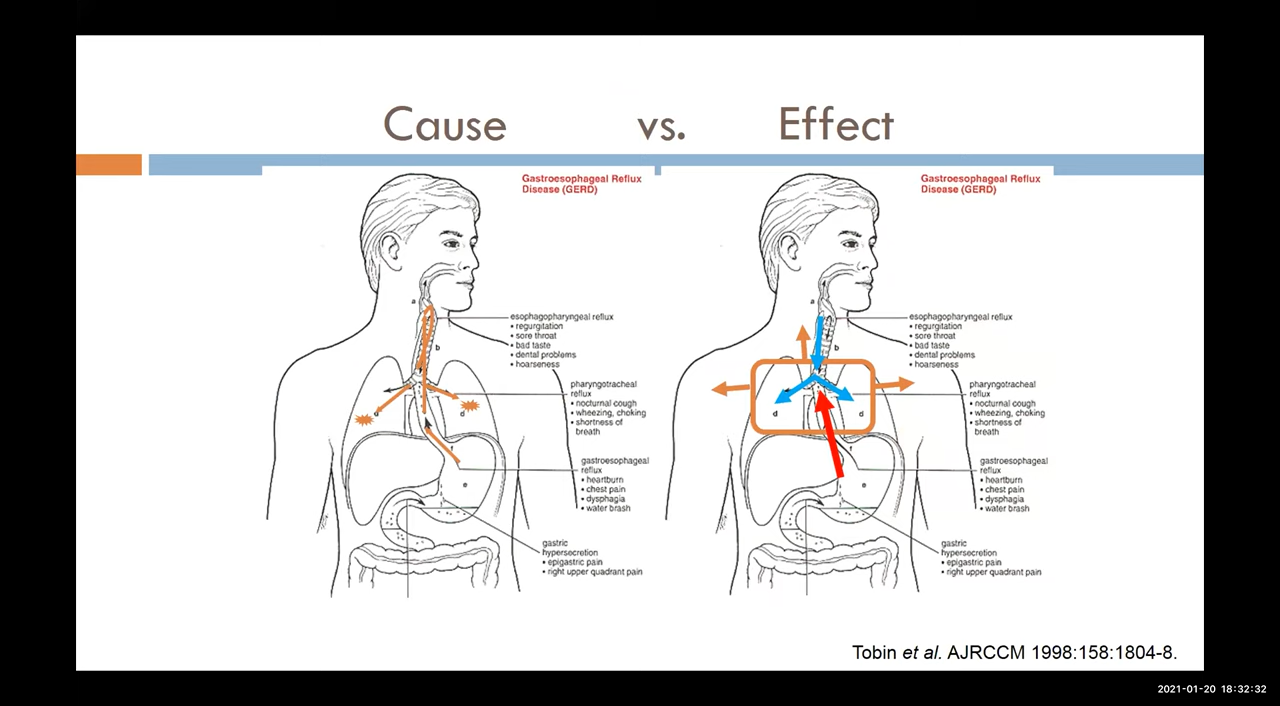 Cause vs. Effect
Gastroesophageal Reflux
Disease (GERD)
a
esophagopharyngeal reflux
• regurgitation
• sore throat
• bad taste
• dental problems
• hoarseness
b
pharyngotracheal
reflux
• nocturnal cough
• wheezing, choking
• shortness of
breath
d
d
f
gastroesophageal
reflux
• heartburn
• chest pain
• dysphagia
• water brash
e
gastric
hypersecretion
• epigastric pain
• right upper quadrant pain
Gastroesophageal Reflux
Disease (GERD)
a
esophagopharyngeal reflux
• regurgitation
• sore throat
• bad taste
• dental problems
• hoarseness
b
pharyngotracheal
reflux
• nocturnal cough
• wheezing, choking
• shortness of
breath
d
d
f
gastroesophageal
reflux
• heartburn
• chest pain
• dysphagia
• water brash
e
gastric
hypersecretion
• epigastric pain
• right upper quadrant pain
Tobin et al. AJRCCM 1998:158:1804-8.
2021-01-20 18:32:32